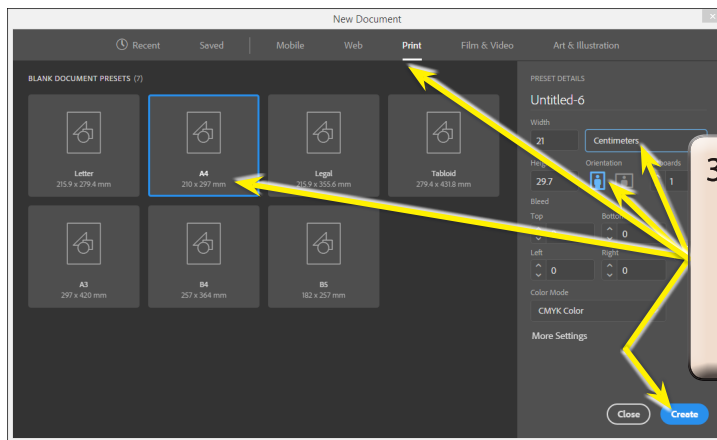 New Document
Recent Saved Mobile Web Print Film & Video Art & Illustration
BLANK DOCUMENT PRESETS (7)
Letter
215.9 x 279.4 mm
A4
210 x 297 mm
Legal
215.9 x 355.6 mm
Tabloid
279.4 x 431.8 mm
A3
297 x 420 mm
B4
257 x 364 mm
B5
182 x 257 mm
PRESET DETAILS
Untitled-6
Width
21 Centimeters
Orientation
29.7 1
Bleed
Top
0
Left Right
0 0
Color Mode
CMYK Color
More Settings
Close Create
3